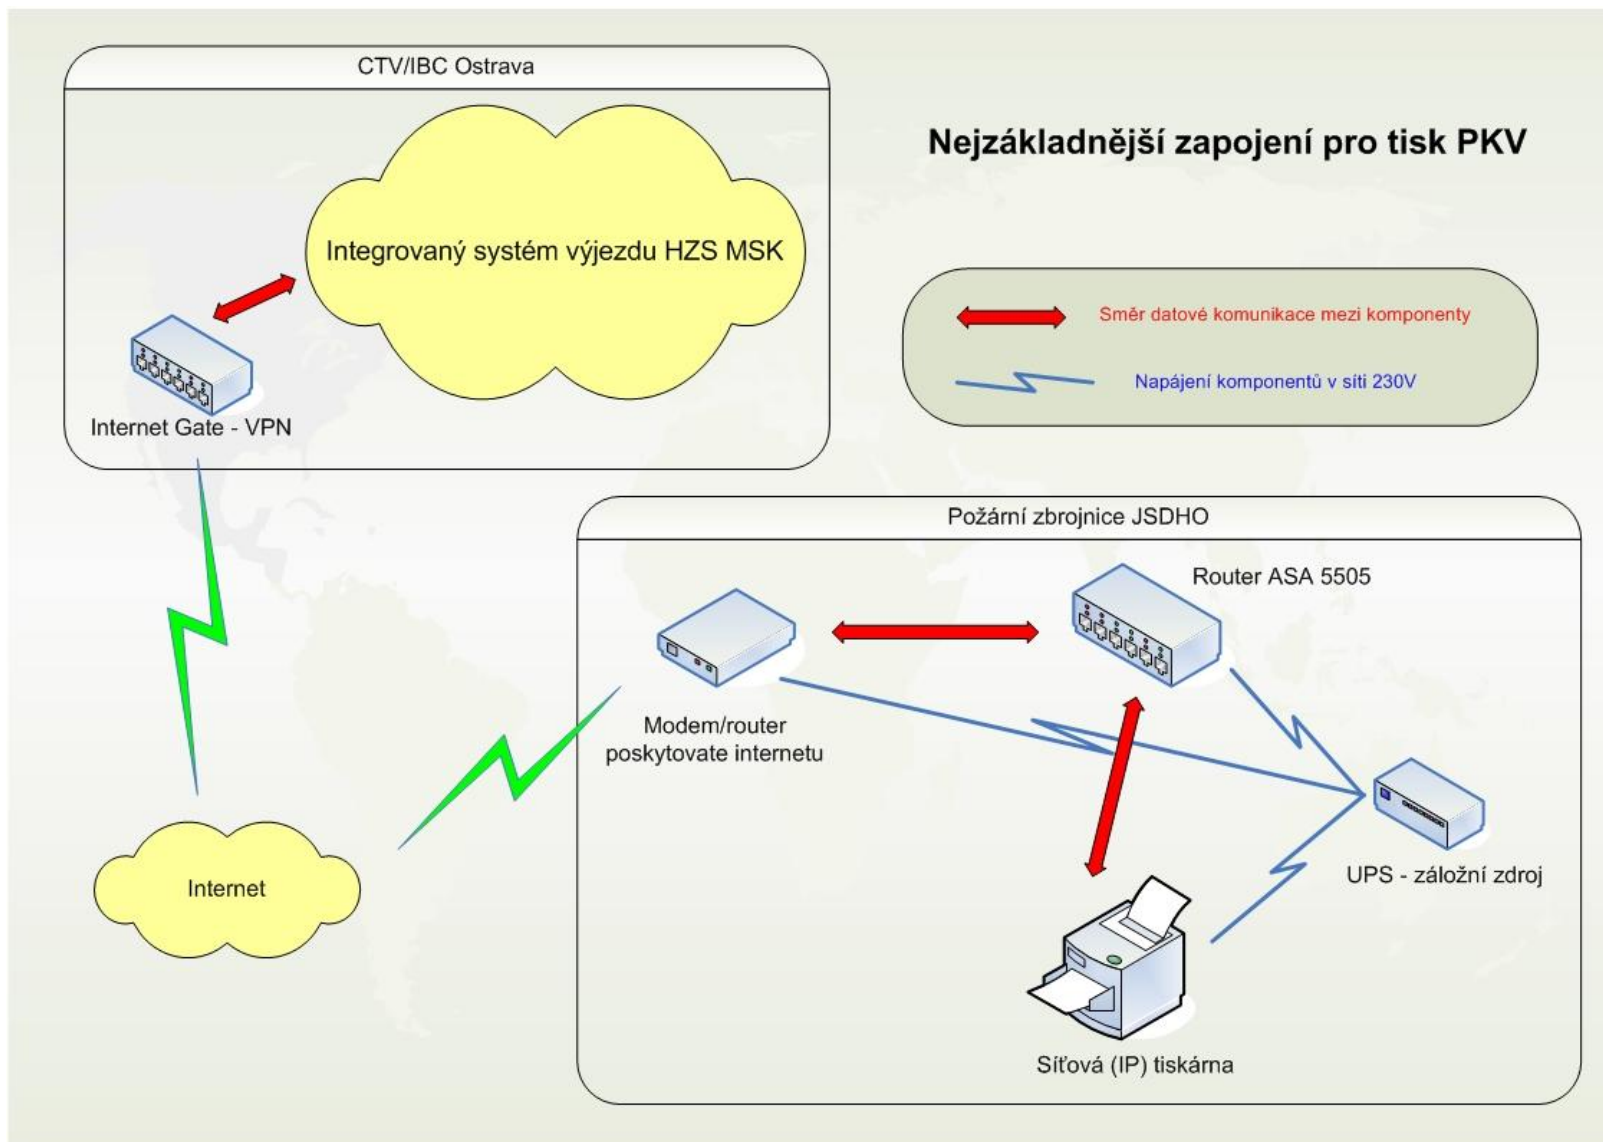 CTV/IBC Ostrava
Nejzákladnější zapojení pro tisk PKV
Integrovaný systém výjezdu HZS MSK
Internet Gate - VPN
Směr datové komunikace mezi komponenty
Napájení komponentů v síti 230V
Požární zbrojnice JSDHO
Router ASA 5505
Modem/router
poskytovate internetu
UPS - záložní zdroj
Internet
Síťová (IP) tiskárna